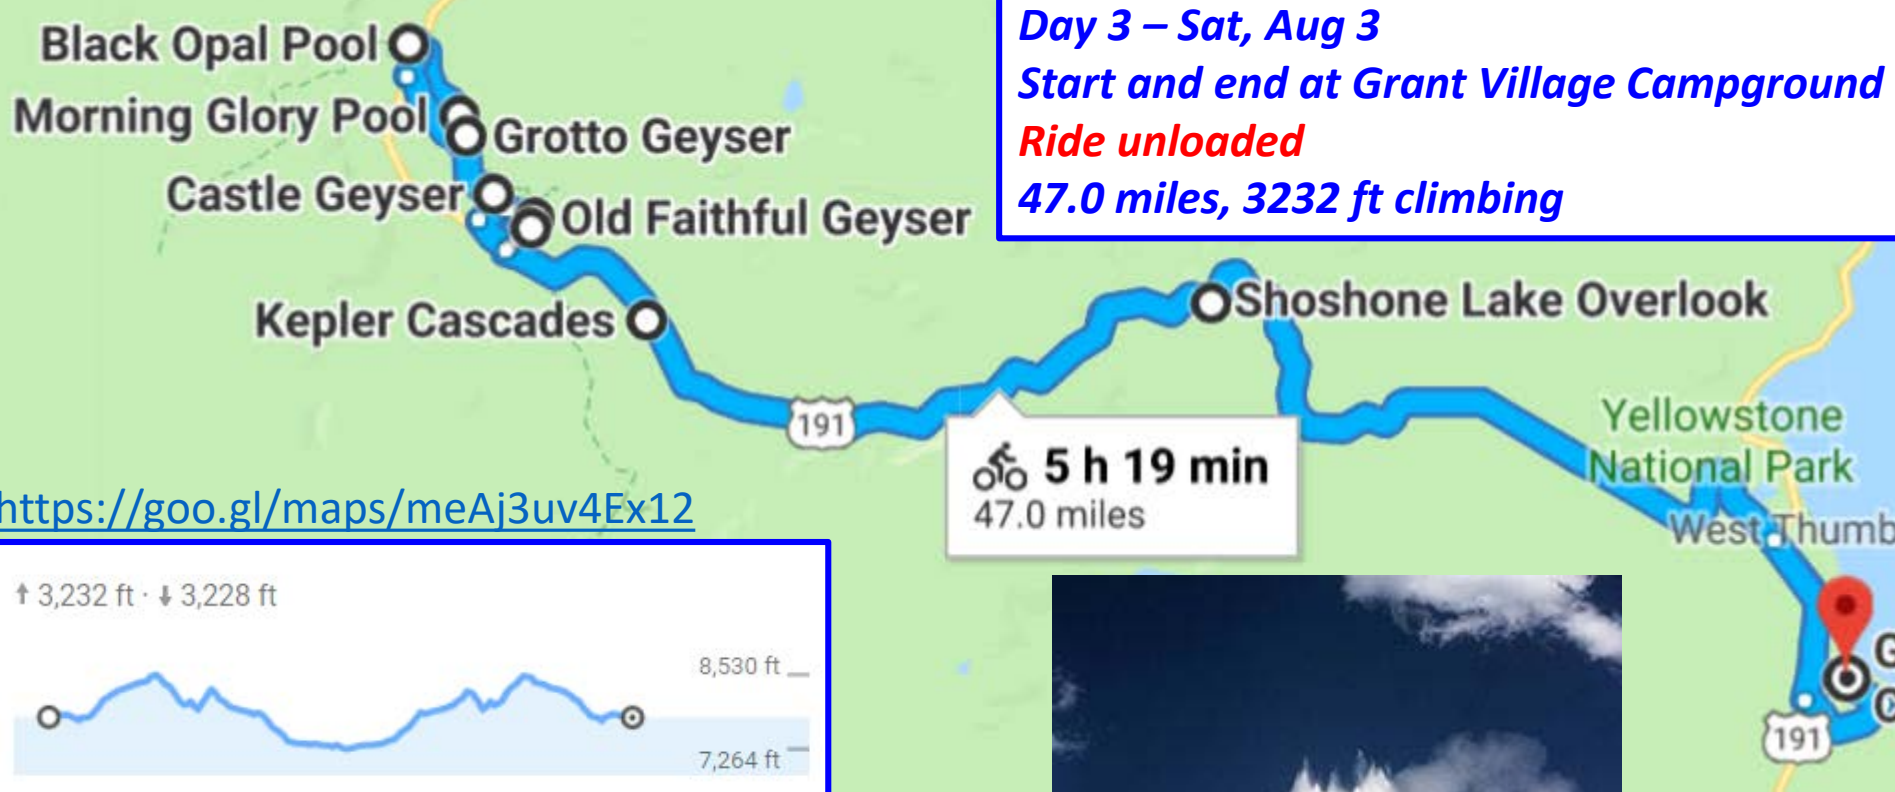 Black Opal Pool
Day 3 – Sat, Aug 3
Start and end at Grant Village Campground
Ride unloaded
47.0 miles, 3232 ft climbing
Morning Glory Pool
Grotto Geyser
Castle Geyser
Old Faithful Geyser
Kepler Cascades
Shoshone Lake Overlook
191
Yellowstone
National Park
5 h 19 min
47.0 miles
West Thumb
https://goo.gl/maps/meAj3uv4Ex12
↑ 3,232 ft · ↓ 3,228 ft
8,530 ft
7,264 ft
G
C
191